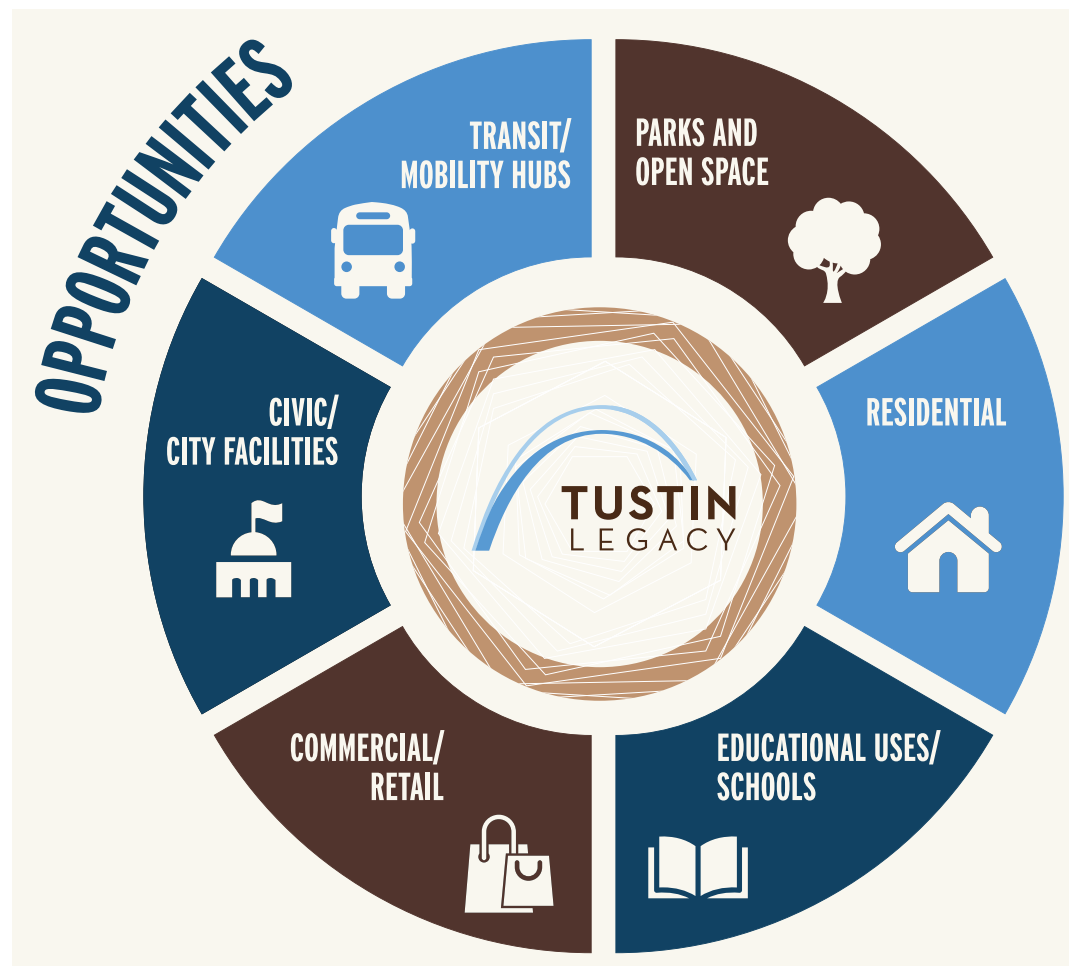 OPPORTUNITIES
TRANSIT/
MOBILITY HUBS
PARKS AND
OPEN SPACE
CIVIC/
CITY FACILITIES
RESIDENTIAL
TUSTIN
LEGACY
COMMERCIAL/
RETAIL
EDUCATIONAL USES/
SCHOOLS